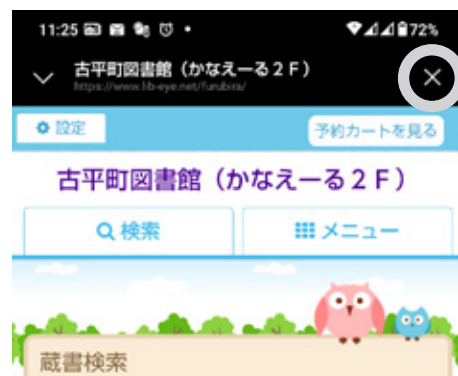 11:25
72%
古平町図書館（かなえーる２Ｆ）
https://www.lib-eye.net/furubira/
設定
予約カートを見る
古平町図書館（かなえーる２Ｆ）
検索
メニュー
蔵書検索